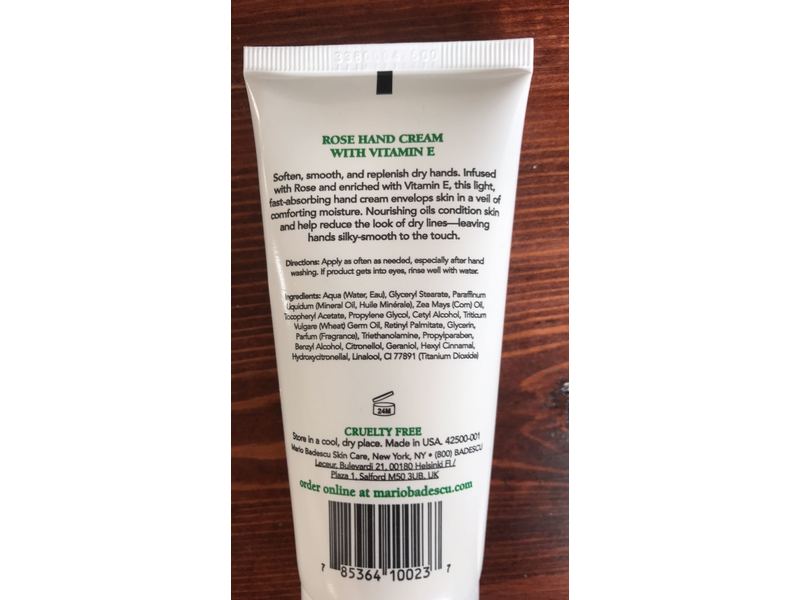 ROSE HAND CREAM
WITH VITAMIN E
Soften, smooth, and replenish dry hands. Infused
with Rose and enriched with Vitamin E, this light,
fast-absorbing hand cream envelops skin in a veil of
comforting moisture. Nourishing oils condition skin
and help reduce the look of dry lines—leaving
hands silky-smooth to the touch.
Directions: Apply as often as needed, especially after hand
washing. If product gets into eyes, rinse well with water.
Ingredients: Aqua (Water, Eau), Glyceryl Stearate, Paraffinum
Liquidum (Mineral Oil, Huile Minérale), Zea Mays (Corn) Oil,
Tocopheryl Acetate, Propylene Glycol, Cetyl Alcohol, Triticum
Vulgare (Wheat) Germ Oil, Retinyl Palmitate, Glycerin,
Parfum (Fragrance), Triethanolamine, Propylparaben,
Benzyl Alcohol, Citronellol, Geraniol, Hexyl Cinnamal,
Hydroxycitronellal, Linalool, CI 77891 (Titanium Dioxide)
24M
CRUELTY FREE
Store in a cool, dry place. Made in USA. 42500-001
Mario Badescu Skin Care, New York, NY • (800) BADESCU
Leceur, Bulevardi 21, 00180 Helsinki FI /
Plaza 1, Salford M50 3UB, UK
order online at mariobadescu.com
7 85364 10023 7